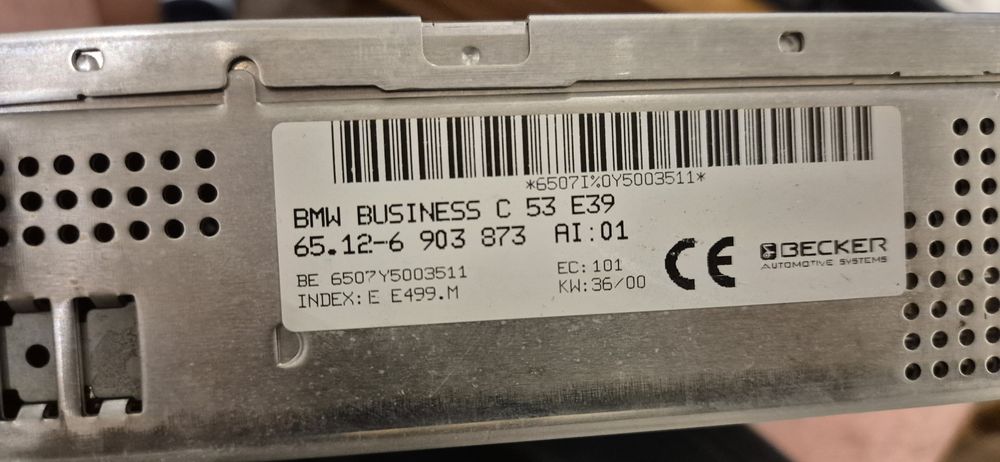 *6507I%0Y5003511*
BMW BUSINESS C 53 E39
65.12-6 903 873 AI:01
BE 6507Y5003511
EC:101
INDEX: E E499.M
KW:36/00
CE
BECKER
AUTOMOTIVE SYSTEMS